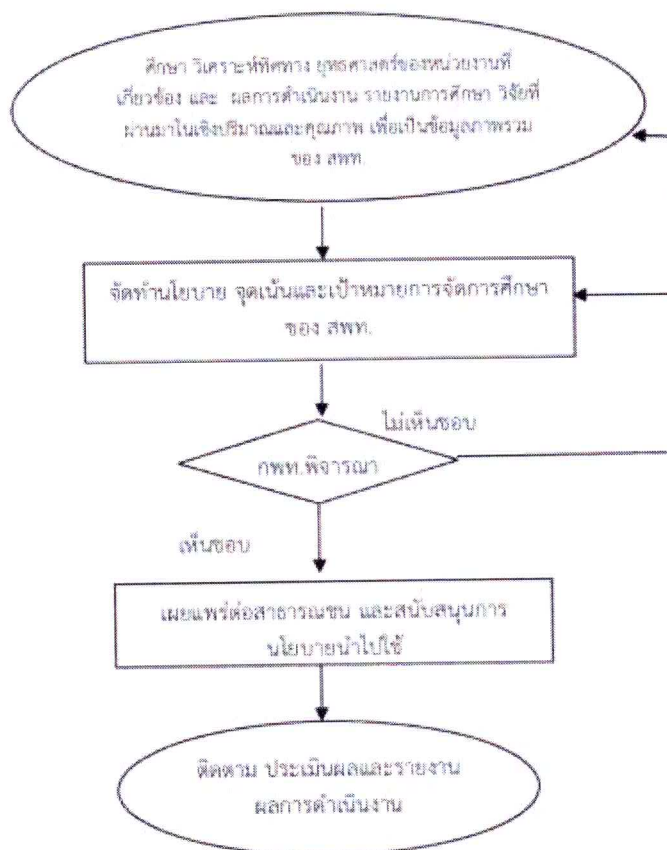 ศึกษา วิเคราะห์ทิศทาง ยุทธศาสตร์ของหน่วยงานที่
เกี่ยวข้อง และ ผลการดำเนินงาน รายงานการศึกษา วิจัยที่
ผ่านมาในเชิงปริมาณและคุณภาพ เพื่อเป็นข้อมูลภาพรวม
ของ สพท.
จัดทำนโยบาย จุดเน้นและเป้าหมายการจัดการศึกษา
ของ สพท.
ไม่เห็นชอบ
กพท.พิจารณา
เห็นชอบ
เผยแพร่ต่อสาธารณชน และสนับสนุนการ
นโยบายนำไปใช้
ติดตาม ประเมินผลและรายงาน
ผลการดำเนินงาน